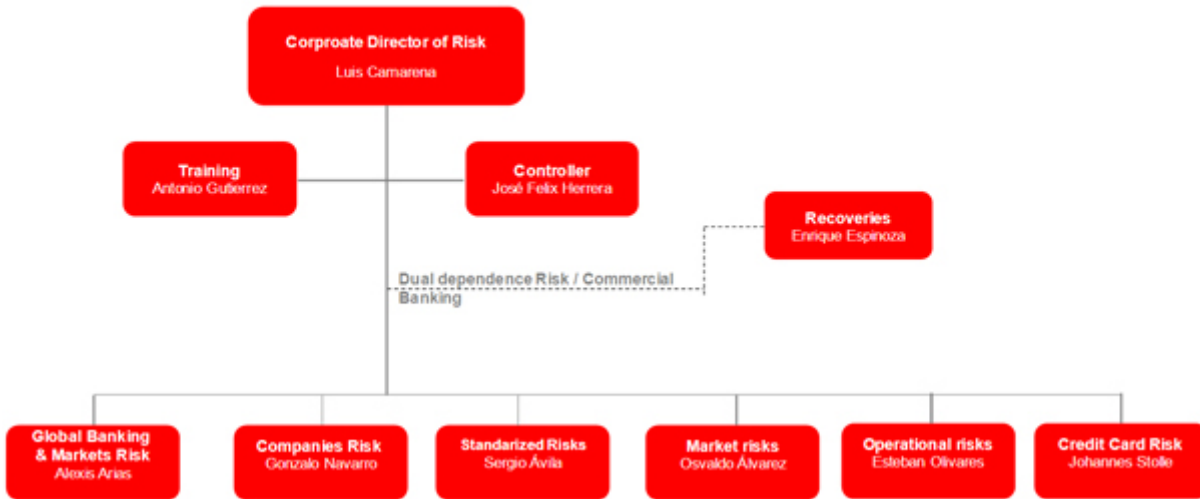 Corproate Director of Risk
Luis Camarena
Training
Antonio Gutierrez
Controller
José Felix Herrera
Recoveries
Enrique Espinoza
Dual dependence Risk / Commercial
Banking
Global Banking
& Markets Risk
Alexis Arias
Companies Risk
Gonzalo Navarro
Standarized Risks
Sergio Ávila
Market risks
Osvaldo Álvarez
Operational risks
Esteban Olivares
Credit Card Risk
Johannes Stolle